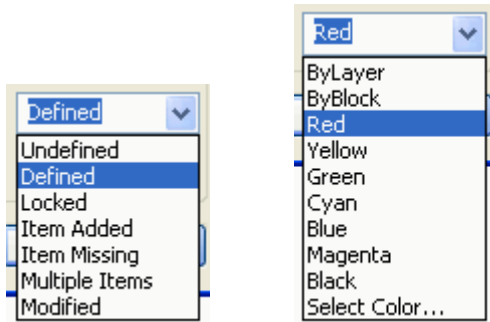 Defined
Undefined
Defined
Locked
Item Added
Item Missing
Multiple Items
Modified
Red
ByLayer
ByBlock
Red
Yellow
Green
Cyan
Blue
Magenta
Black
Select Color...